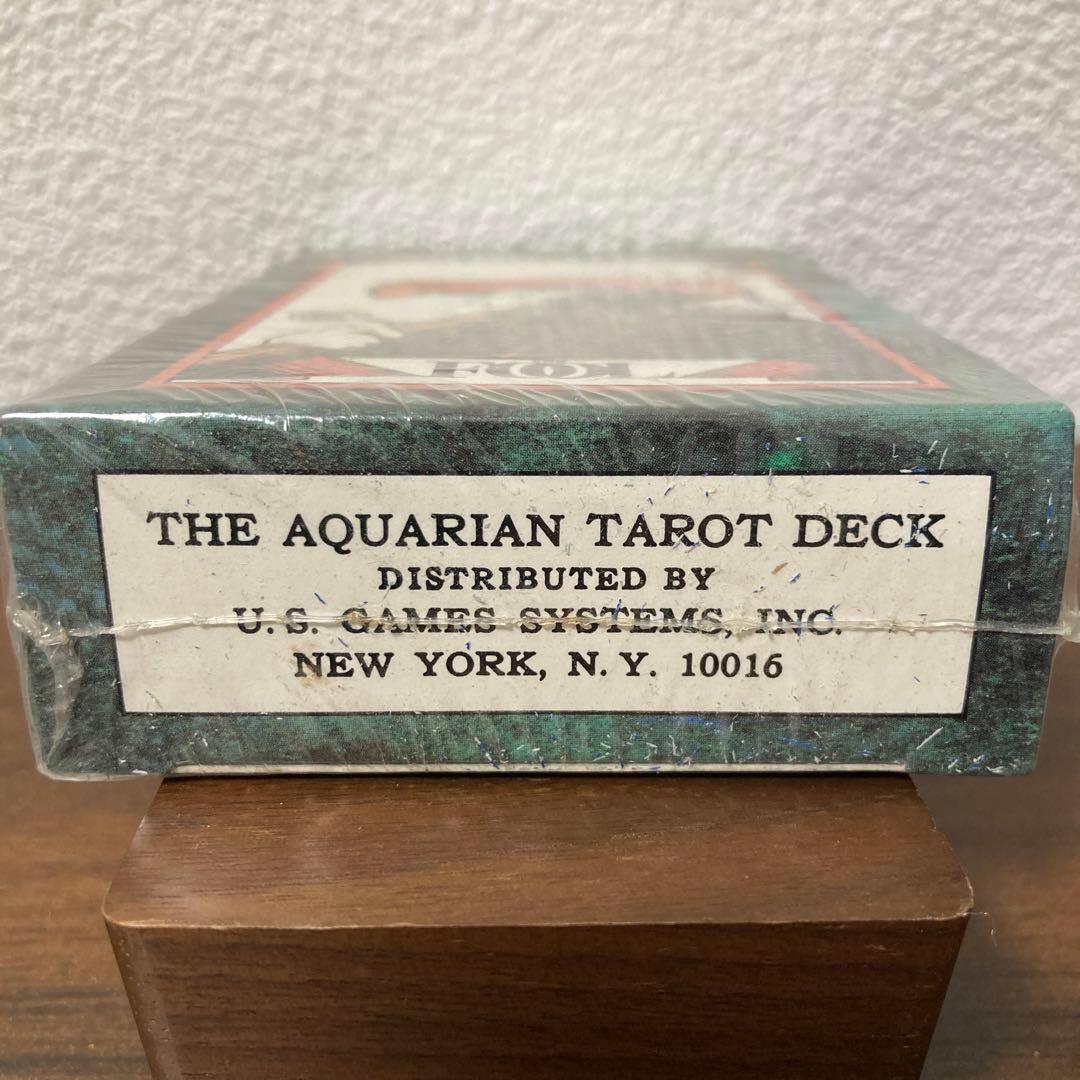 THE AQUARIAN TAROT DECK
DISTRIBUTED BY
U.S. GAMES SYSTEMS, INC.
NEW YORK, N.Y. 10016